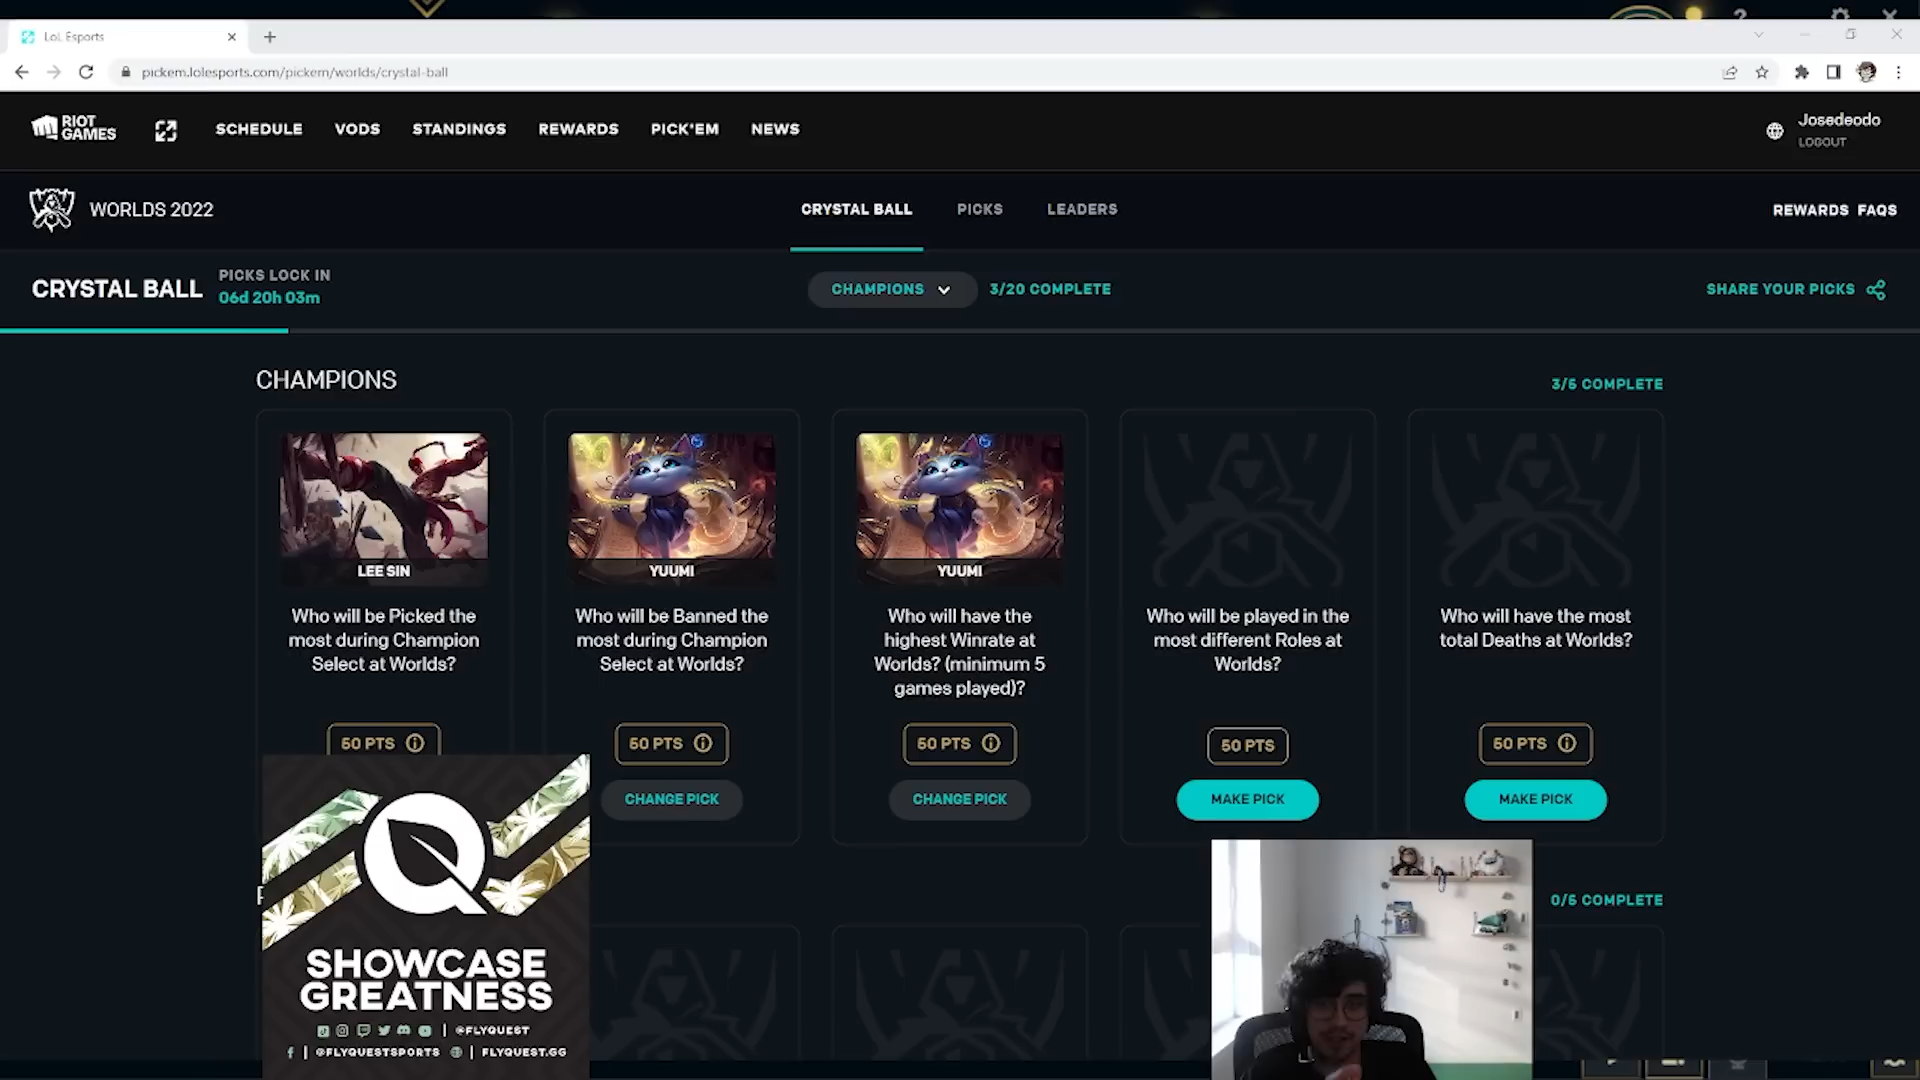 LoL Esports
pickem.lolesports.com/pickem/worlds/crystal-ball
RIOT GAMES
SCHEDULE
VODS
STANDINGS
REWARDS
PICK'EM
NEWS
Josedeodo
LOGOUT
WORLDS 2022
CRYSTAL BALL
PICKS
LEADERS
REWARDS
FAQS
CRYSTAL BALL
PICKS LOCK IN
06d 20h 03m
CHAMPIONS
3/20 COMPLETE
SHARE YOUR PICKS
CHAMPIONS
3/5 COMPLETE
LEE SIN
Who will be Picked the
most during Champion
Select at Worlds?
50 PTS
YUUMI
Who will be Banned the
most during Champion
Select at Worlds?
50 PTS
CHANGE PICK
YUUMI
Who will have the
highest Winrate at
Worlds? (minimum 5
games played)?
50 PTS
CHANGE PICK
Who will be played in the
most different Roles at
Worlds?
50 PTS
MAKE PICK
Who will have the most
total Deaths at Worlds?
50 PTS
MAKE PICK
0/5 COMPLETE
SHOWCASE
GREATNESS
| @FLYQUEST
| @FLYQUESTSPORTS | FLYQUEST.GG